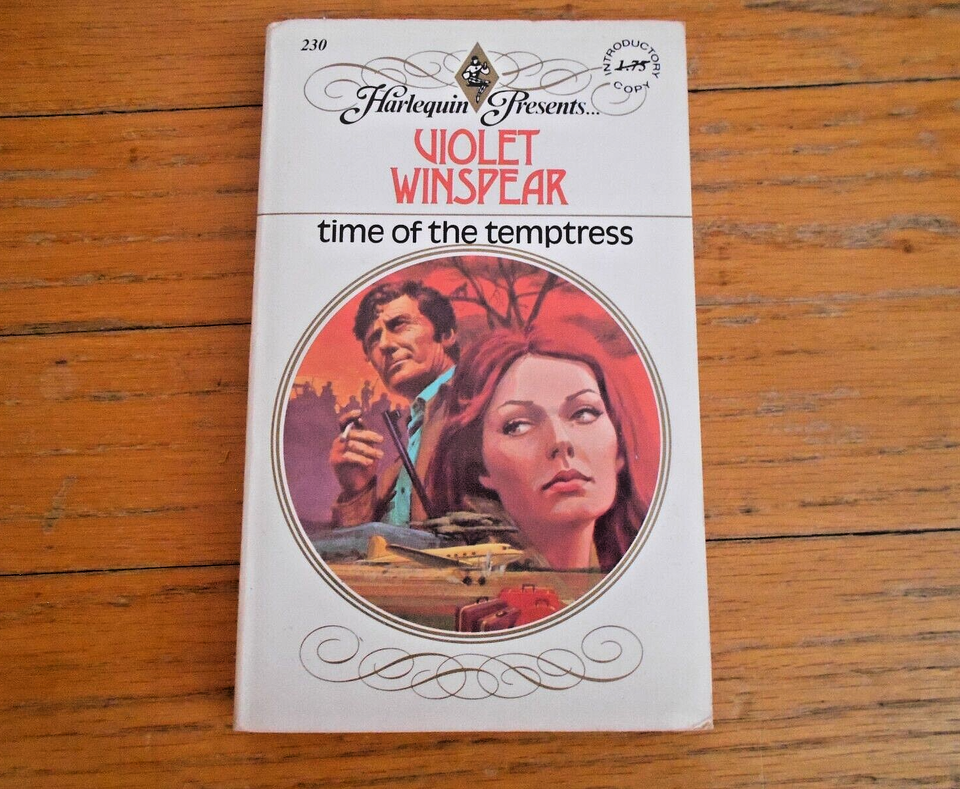 230
INTRODUCTORY
1.75
COPY
Harlequin Presents...
VIOLET
WINSPEAR
time of the temptress